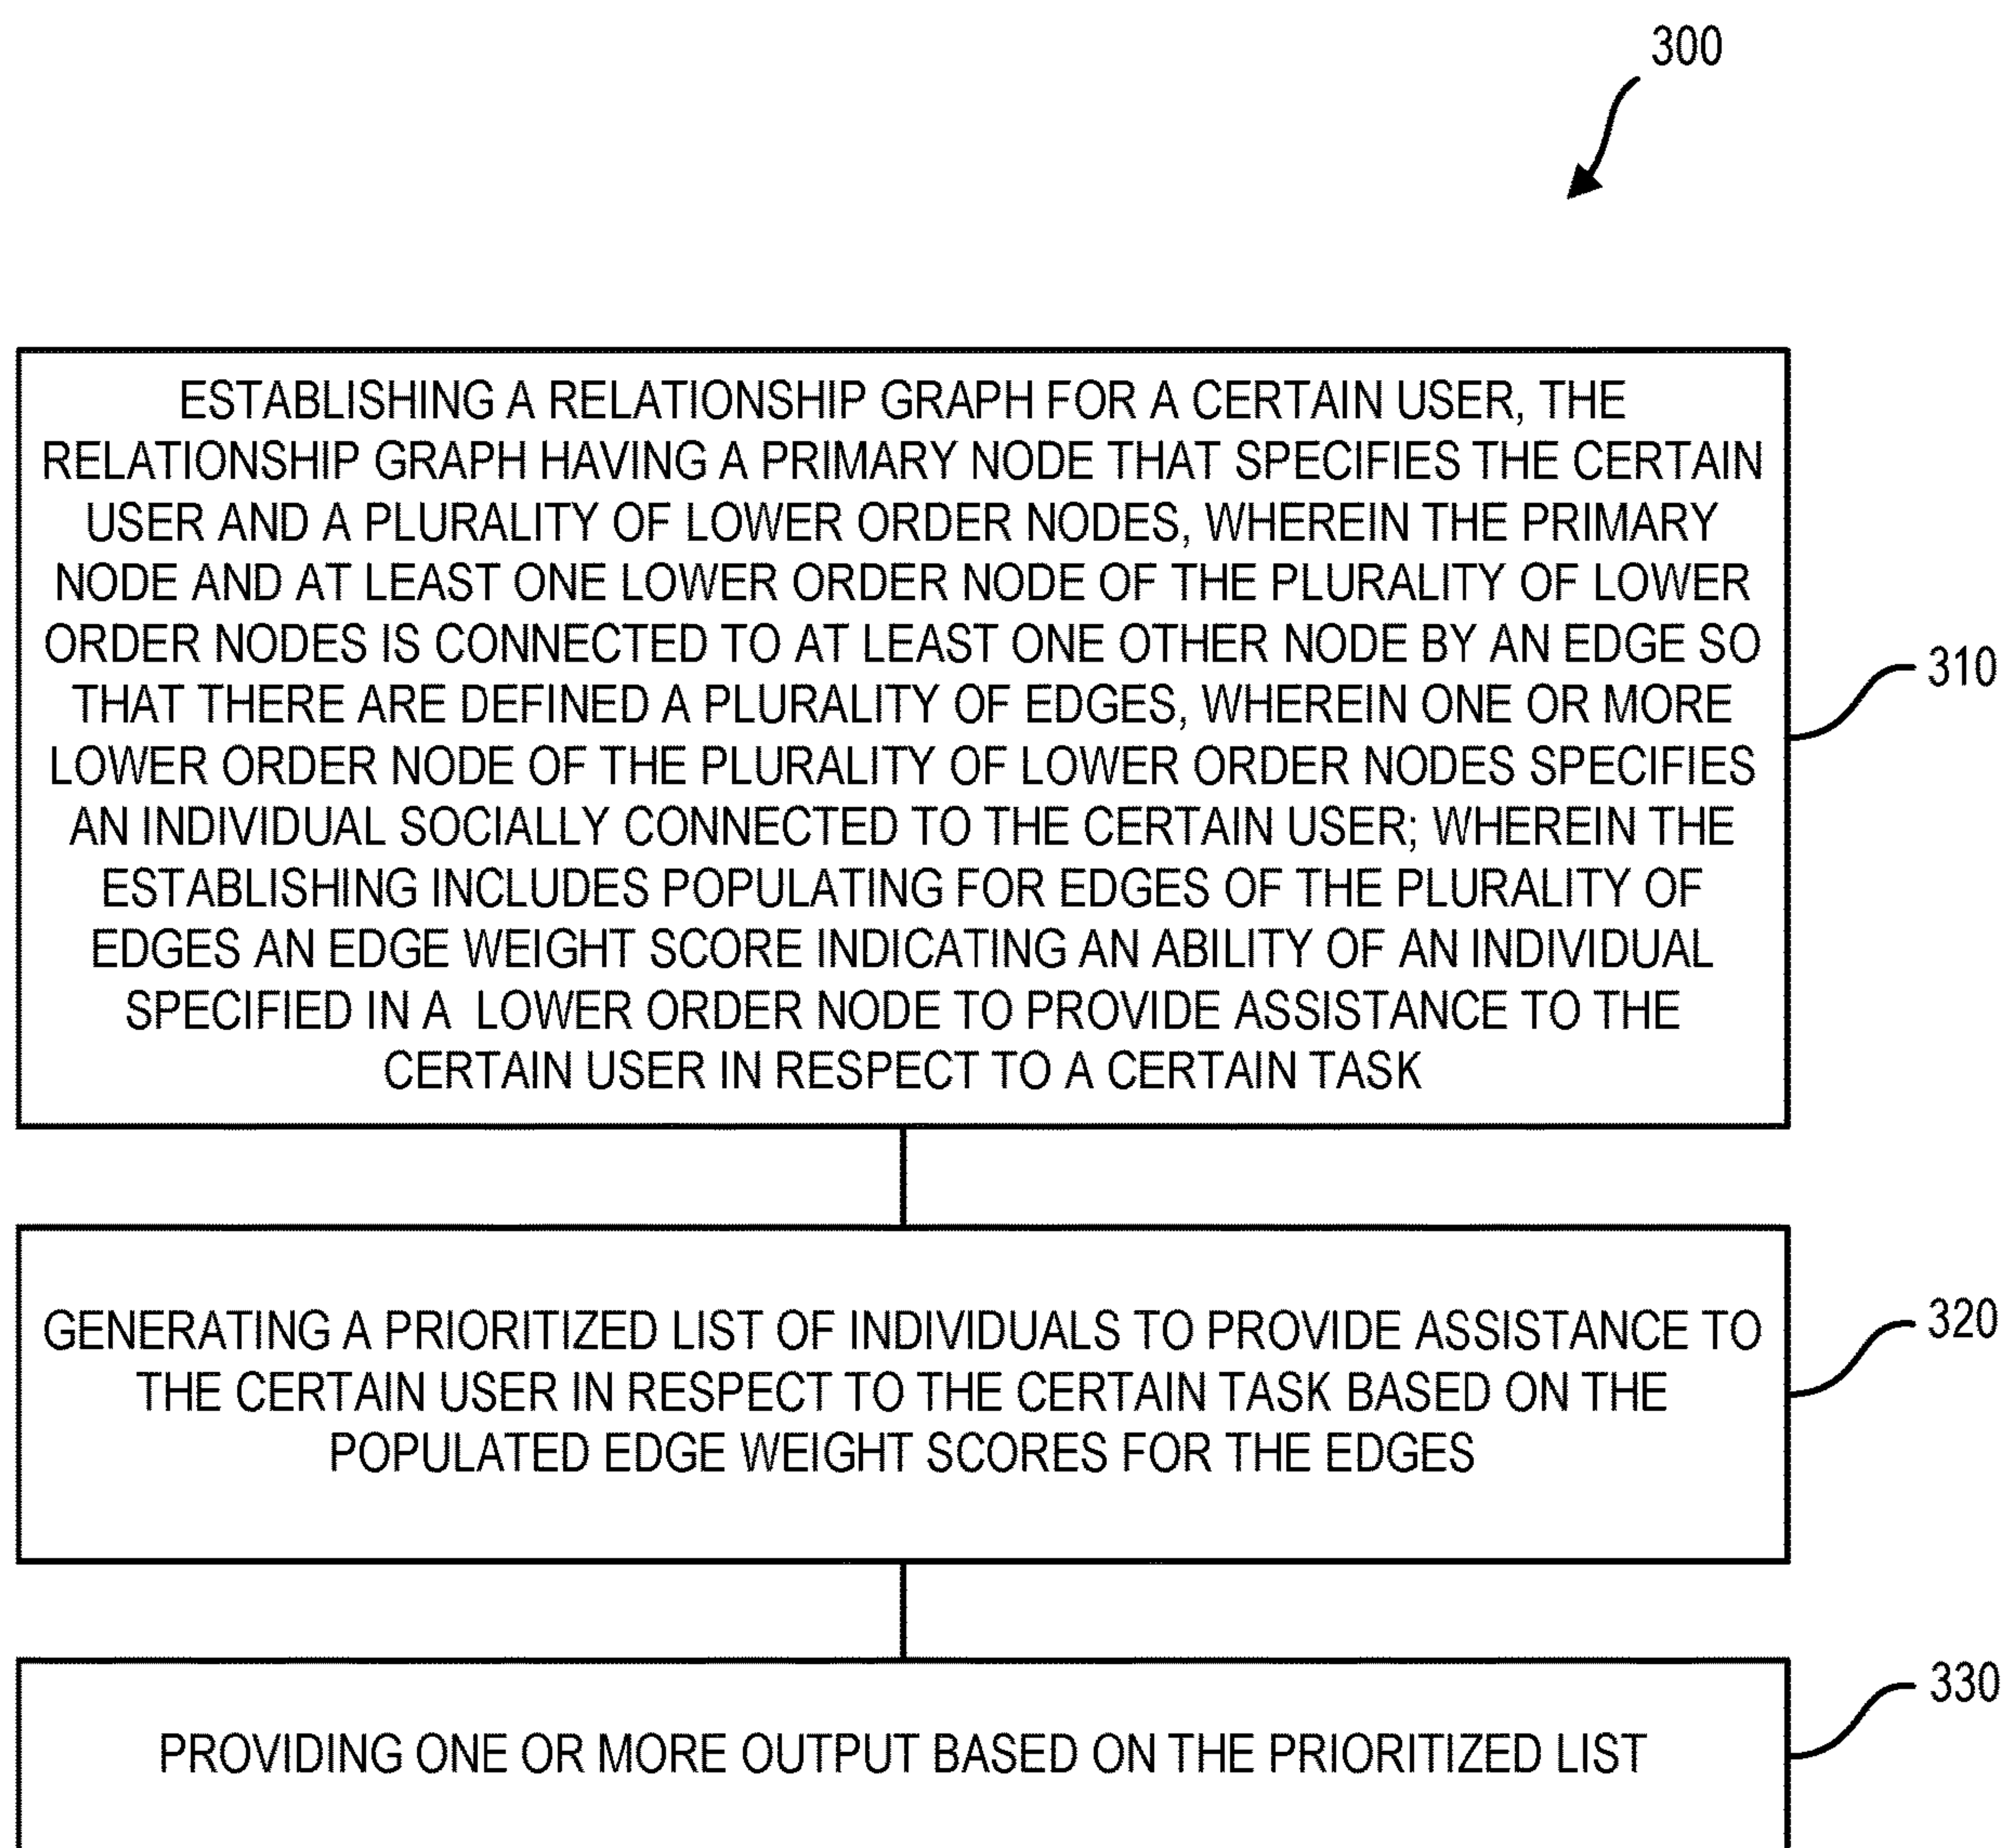 300
ESTABLISHING A RELATIONSHIP GRAPH FOR A CERTAIN USER, THE
RELATIONSHIP GRAPH HAVING A PRIMARY NODE THAT SPECIFIES THE CERTAIN
USER AND A PLURALITY OF LOWER ORDER NODES, WHEREIN THE PRIMARY
NODE AND AT LEAST ONE LOWER ORDER NODE OF THE PLURALITY OF LOWER
ORDER NODES IS CONNECTED TO AT LEAST ONE OTHER NODE BY AN EDGE SO
THAT THERE ARE DEFINED A PLURALITY OF EDGES, WHEREIN ONE OR MORE
LOWER ORDER NODE OF THE PLURALITY OF LOWER ORDER NODES SPECIFIES
AN INDIVIDUAL SOCIALLY CONNECTED TO THE CERTAIN USER; WHEREIN THE
ESTABLISHING INCLUDES POPULATING FOR EDGES OF THE PLURALITY OF
EDGES AN EDGE WEIGHT SCORE INDICATING AN ABILITY OF AN INDIVIDUAL
SPECIFIED IN A LOWER ORDER NODE TO PROVIDE ASSISTANCE TO THE
CERTAIN USER IN RESPECT TO A CERTAIN TASK
310
GENERATING A PRIORITIZED LIST OF INDIVIDUALS TO PROVIDE ASSISTANCE TO
THE CERTAIN USER IN RESPECT TO THE CERTAIN TASK BASED ON THE
POPULATED EDGE WEIGHT SCORES FOR THE EDGES
320
PROVIDING ONE OR MORE OUTPUT BASED ON THE PRIORITIZED LIST
330